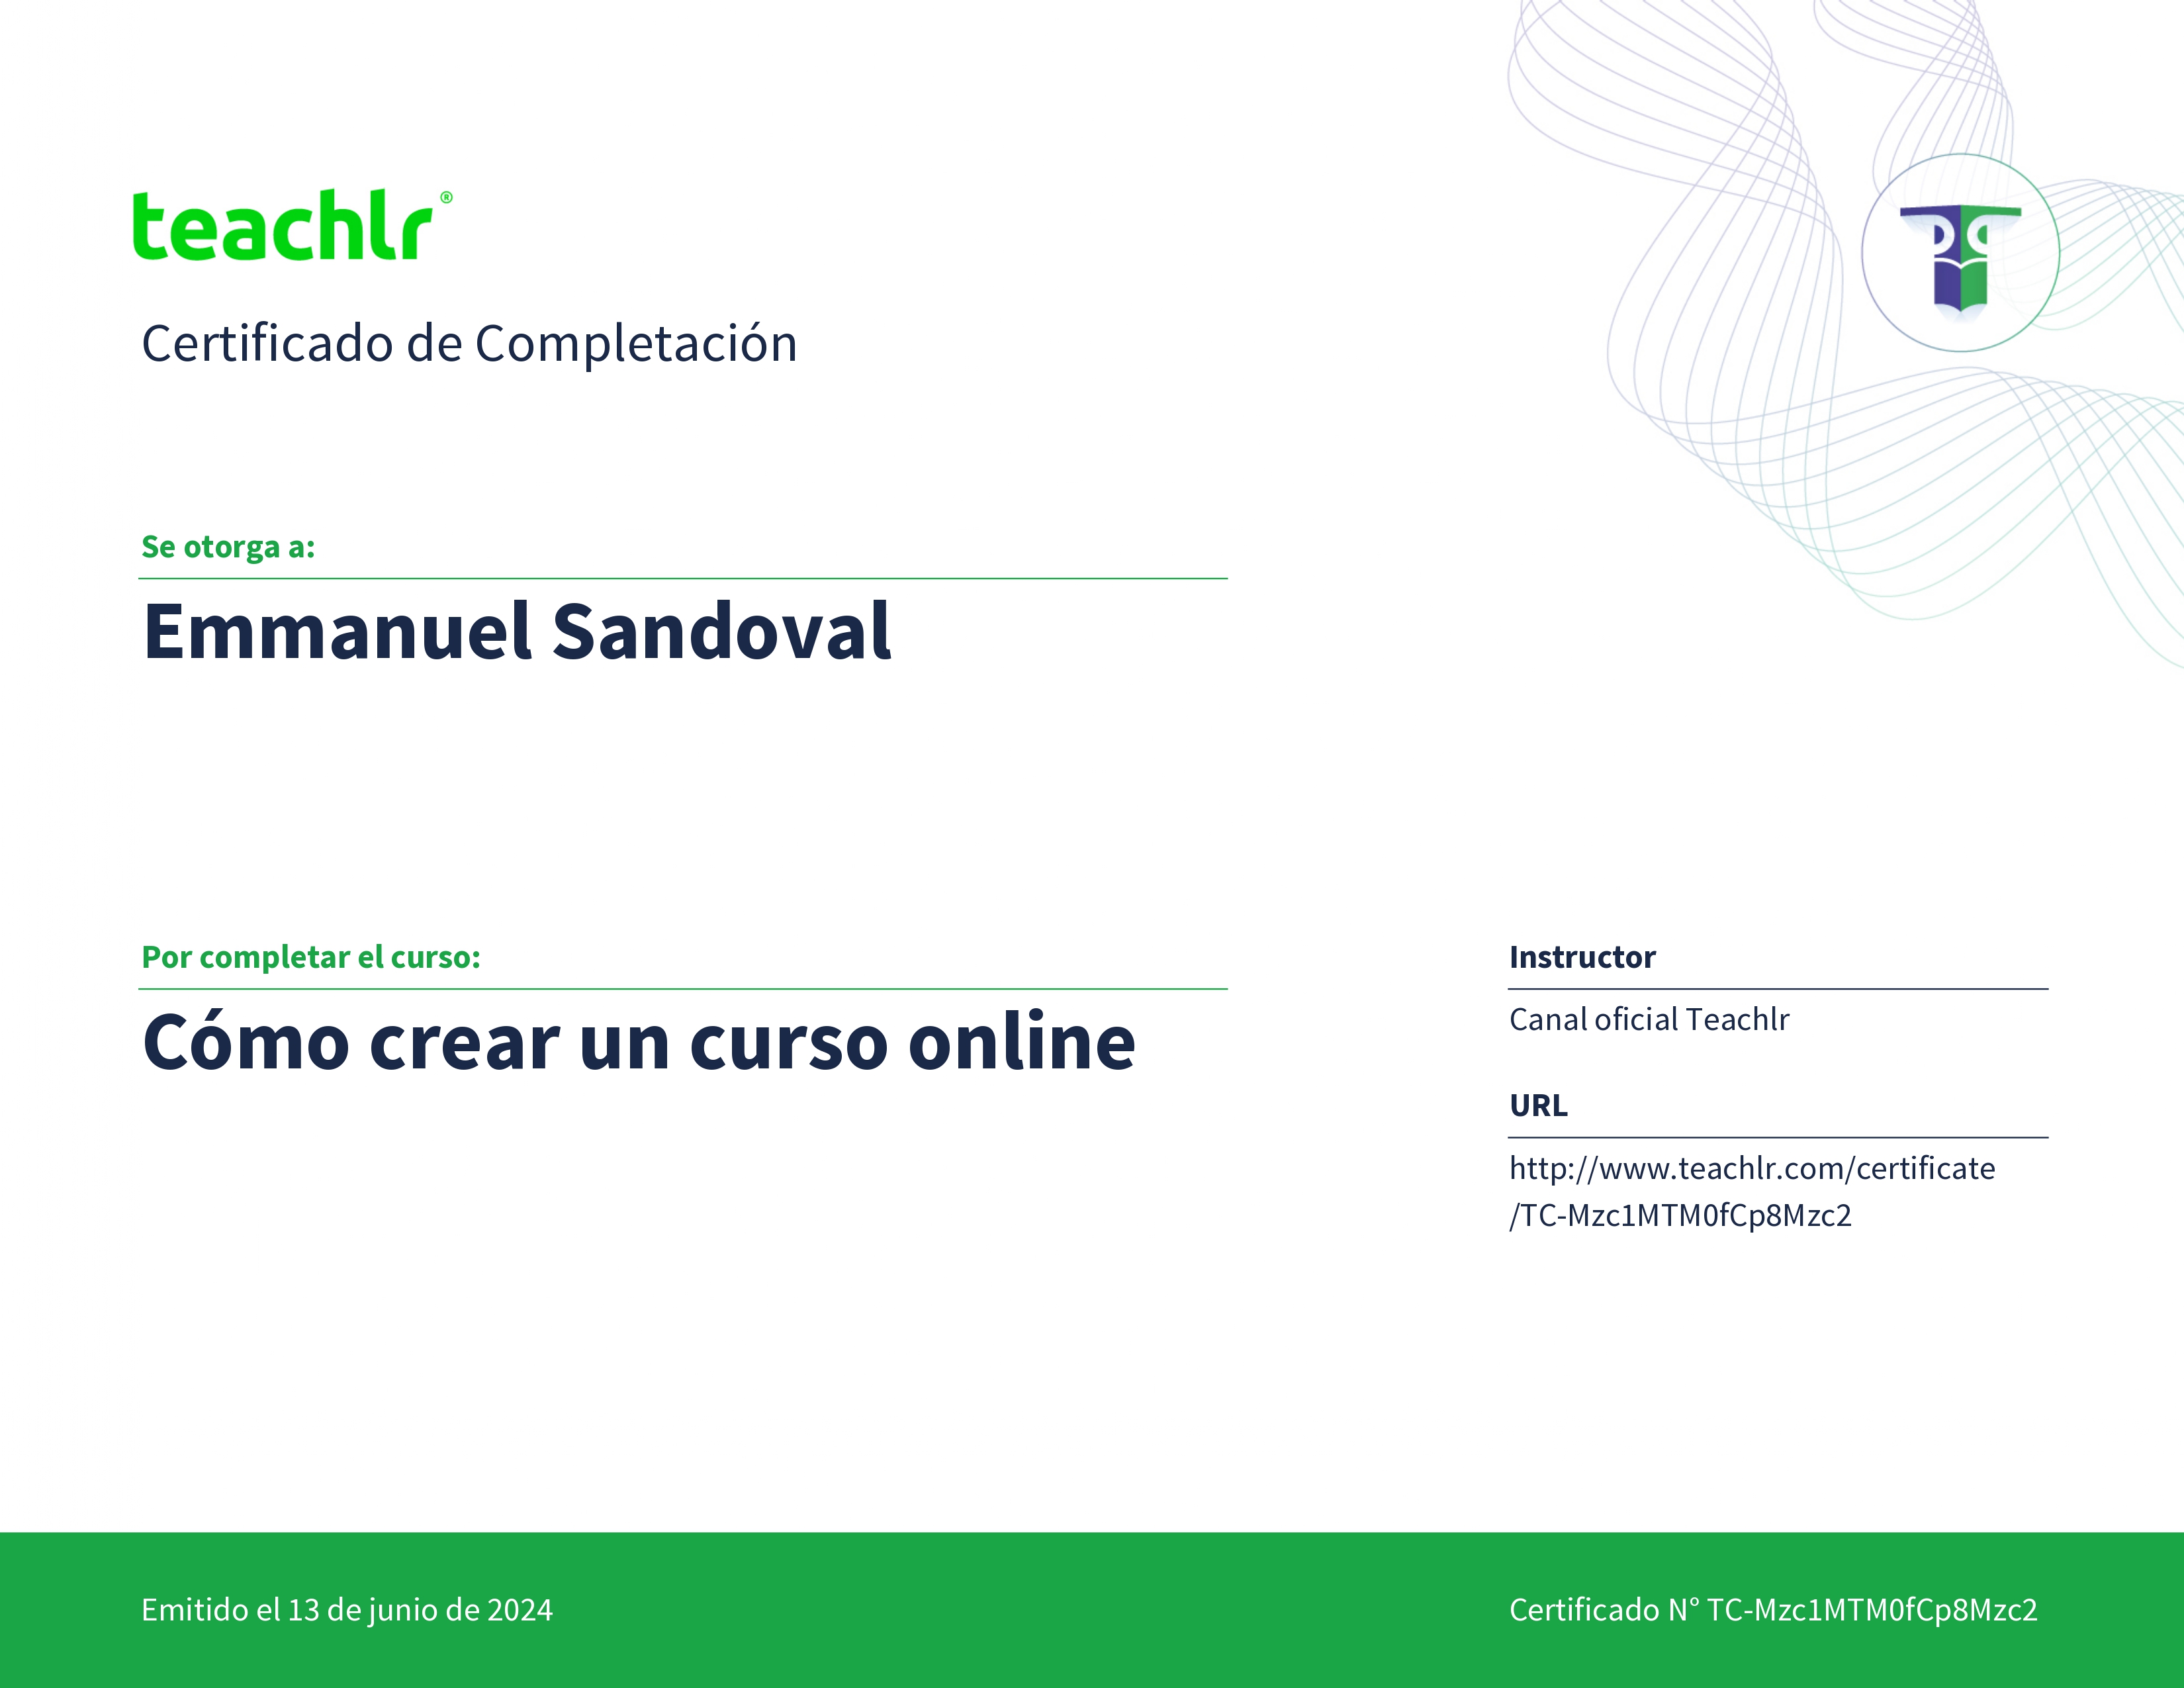 teachlr®
Certificado de Completación
Se otorga a:
Emmanuel Sandoval
Por completar el curso:
Cómo crear un curso online
Instructor
Canal oficial Teachlr
URL
http://www.teachlr.com/certificate
/TC-Mzc1MTM0fCp8Mzc2
Emitido el 13 de junio de 2024
Certificado N° TC-Mzc1MTM0fCp8Mzc2